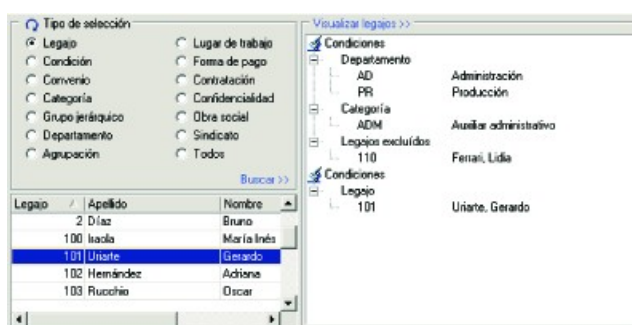 Tipo de selección
Legajo
Condición
Convenio
Categoría
Grupo jerárquico
Departamento
Agrupación
Lugar de trabajo
Forma de pago
Contratación
Confidencialidad
Obra social
Sindicato
Todos
Buscar >>
Legajo / Apellido Nombre
2 Díaz Bruno
100 Iraola María Inés
101 Uriarte Gerardo
102 Hernández Adriana
103 Rucchio Oscar
Visualizar legajos >>
Condiciones
Departamento
AD Administración
PR Producción
Categoría
ADM Auxiliar administrativo
Legajos excluídos
110 Ferrari, Lidia
Condiciones
Legajo
101 Uriarte, Gerardo